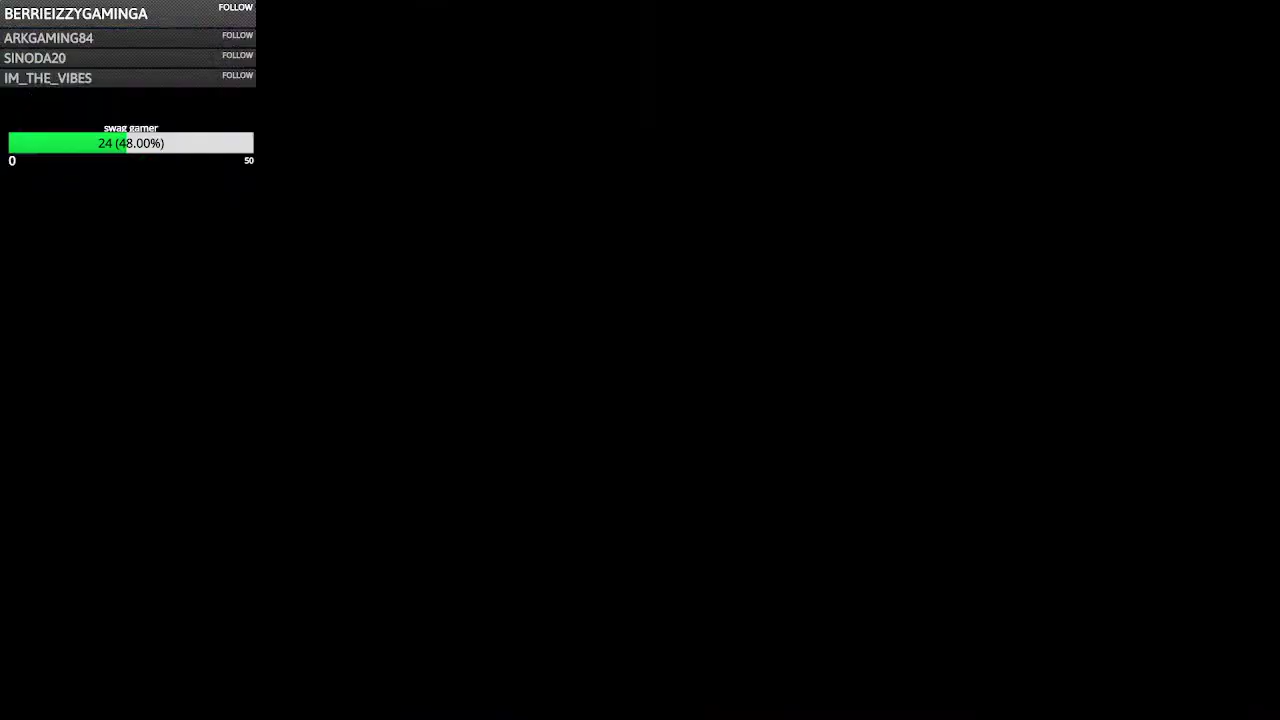 BERRIEIZZYGAMINGA FOLLOW
ARKGAMING84 FOLLOW
SINODA20 FOLLOW
IM_THE_VIBES FOLLOW
swag gamer
24 (48.00%)
0 50